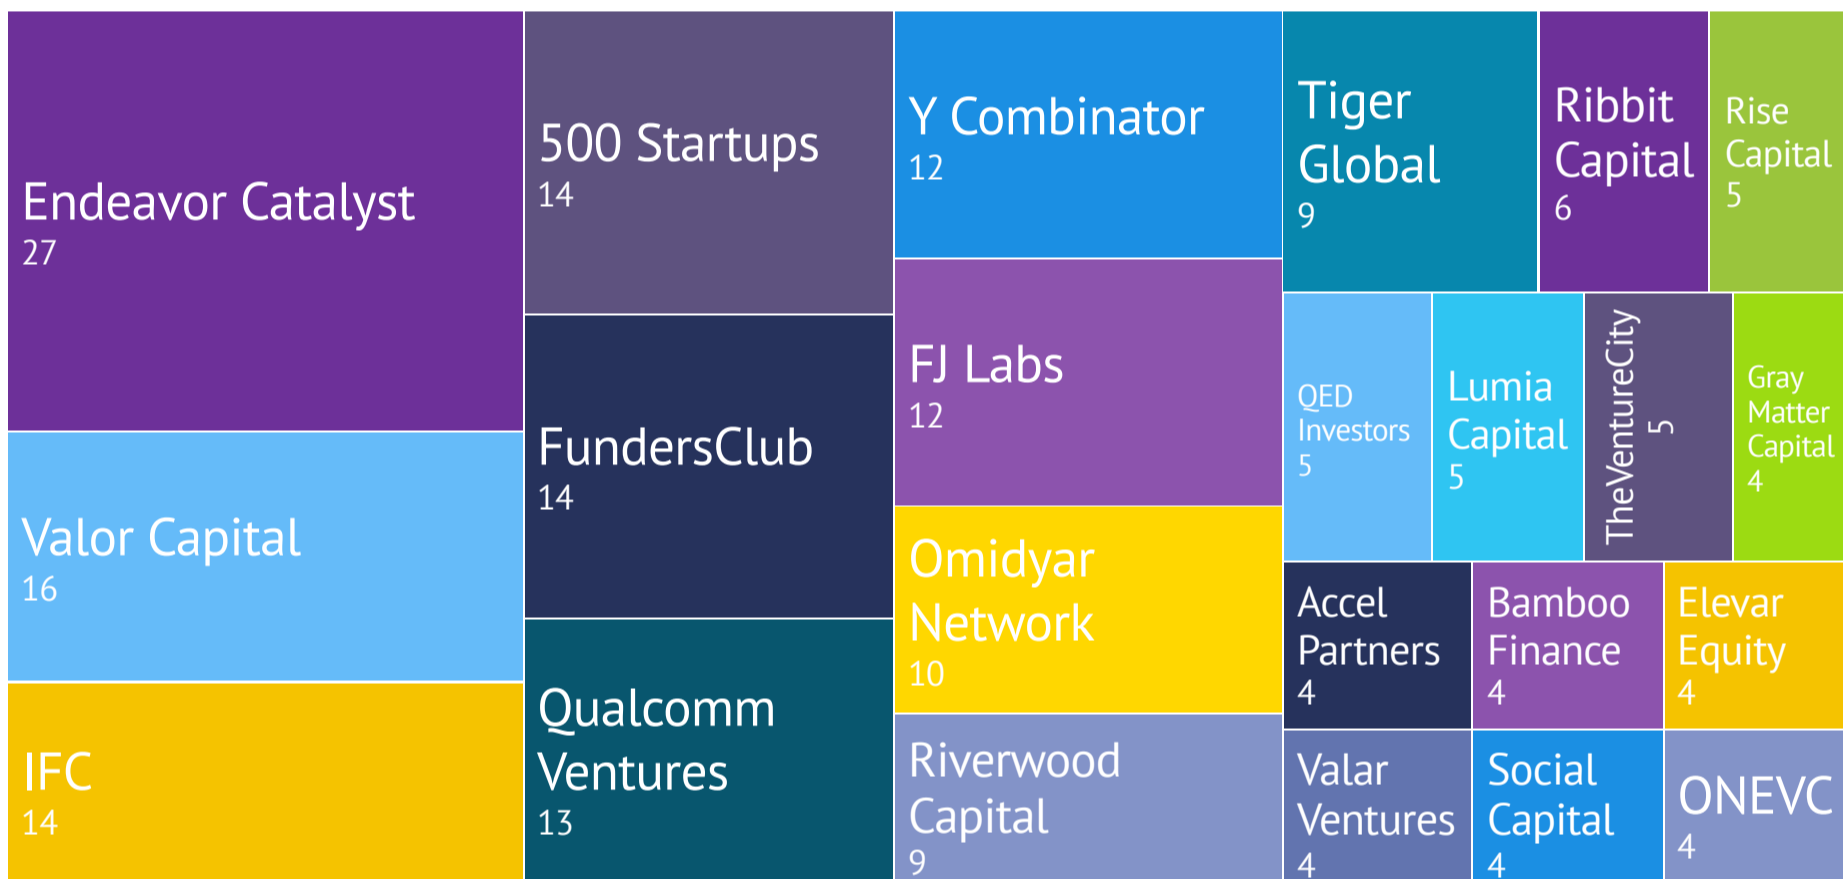 Endeavor Catalyst
27
Valor Capital
16
IFC
14
500 Startups
14
FundersClub
14
Qualcomm
Ventures
13
Y Combinator
12
FJ Labs
12
Omidyar
Network
10
Riverwood
Capital
9
Tiger
Global
9
Ribbit
Capital
6
Rise
Capital
5
QED
Investors
5
Lumia
Capital
5
TheVentureCity
5
Gray
Matter
Capital
4
Accel
Partners
4
Bamboo
Finance
4
Elevar
Equity
4
Valar
Ventures
4
Social
Capital
4
ONEVC
4